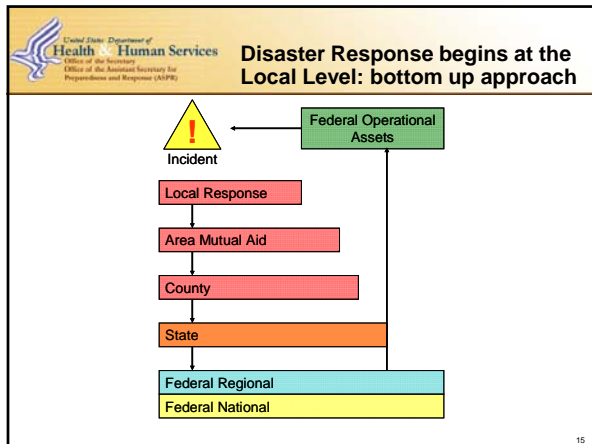 United States Department of
Health & Human Services
Office of the Secretary
Office of the Assistant Secretary for
Preparedness and Response (ASPR)
Disaster Response begins at the
Local Level: bottom up approach
!
Incident
Federal Operational
Assets
Local Response
Area Mutual Aid
County
State
Federal Regional
Federal National
15